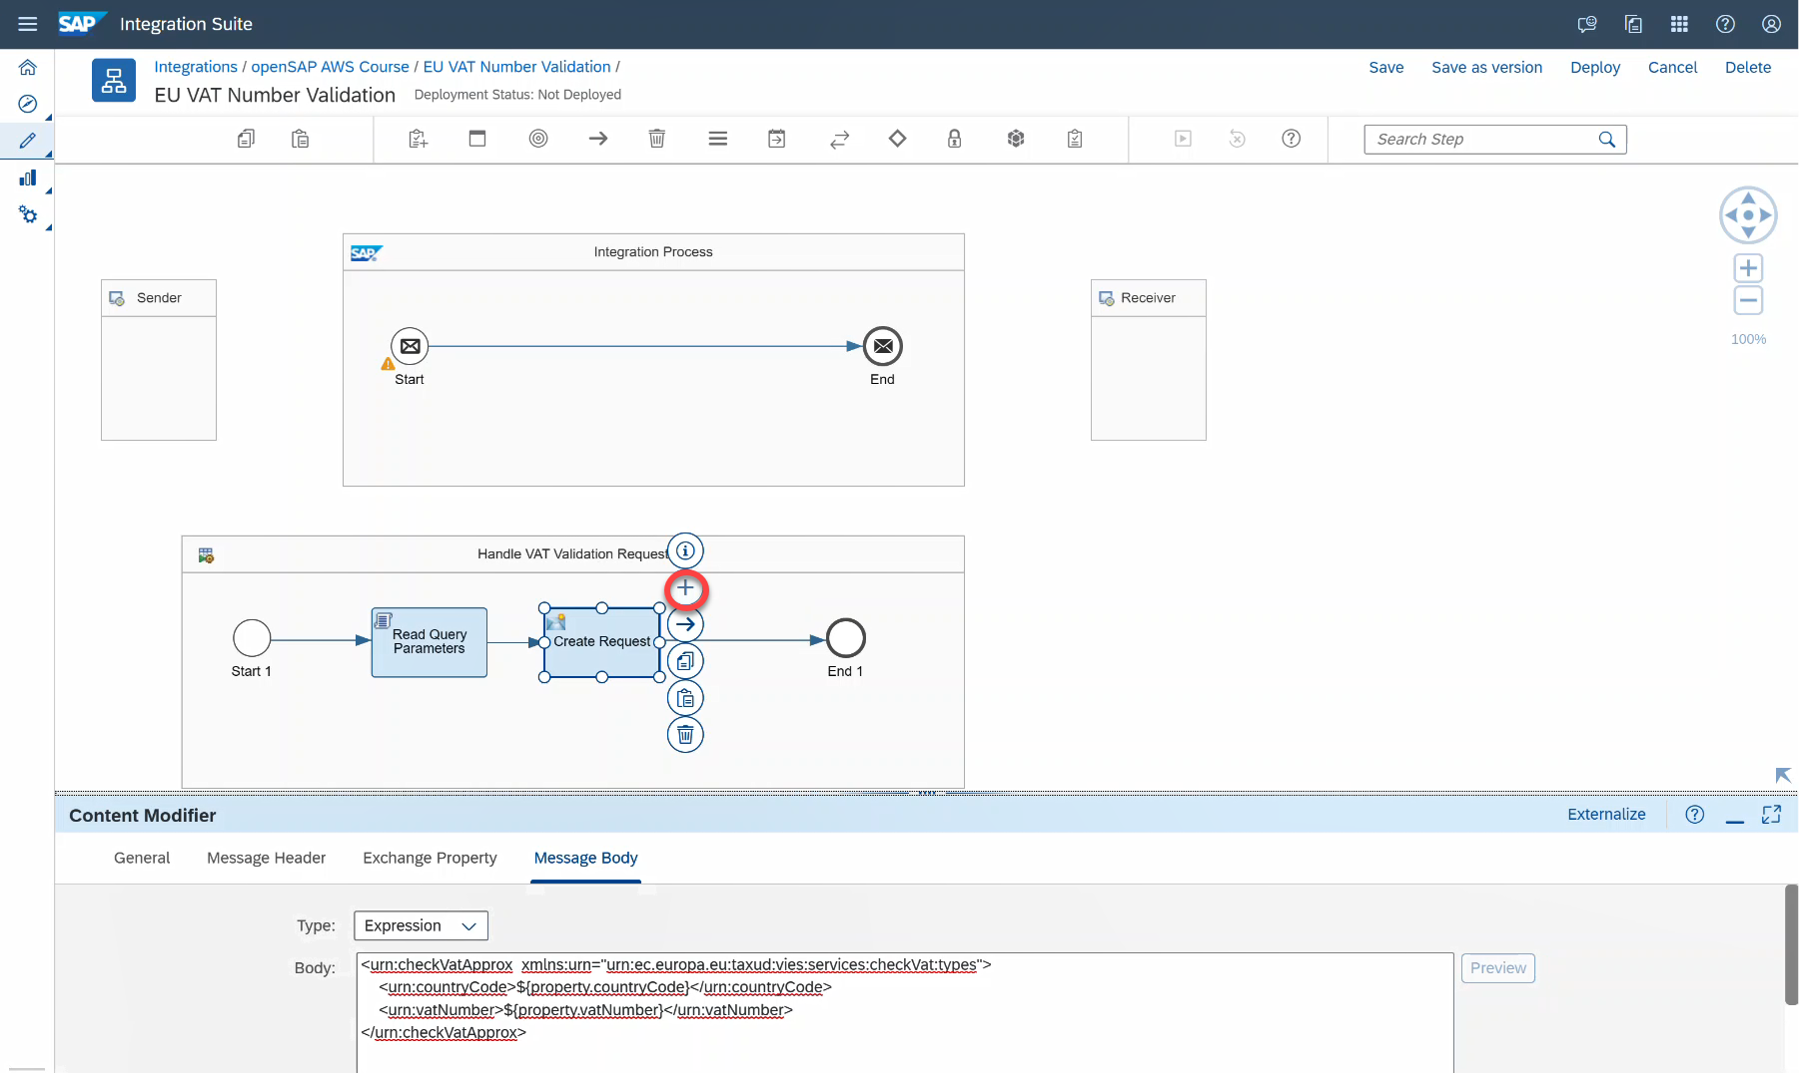 SAP Integration Suite
Integrations / openSAP AWS Course / EU VAT Number Validation /
EU VAT Number Validation Deployment Status: Not Deployed
Save Save as version Deploy Cancel Delete
Search Step
100%
SAP Integration Process
Sender
Receiver
Start
End
Handle VAT Validation Request
Read Query
Parameters
Create Request
Start 1
End 1
Content Modifier
Externalize
General Message Header Exchange Property Message Body
Type: Expression
Body:
<urn:checkVatApprox xmlns:urn="urn:ec.europa.eu:taxud:vies:services:checkVat:types">
<urn:countryCode>${property.countryCode}</urn:countryCode>
<urn:vatNumber>${property.vatNumber}</urn:vatNumber>
</urn:checkVatApprox>
Preview